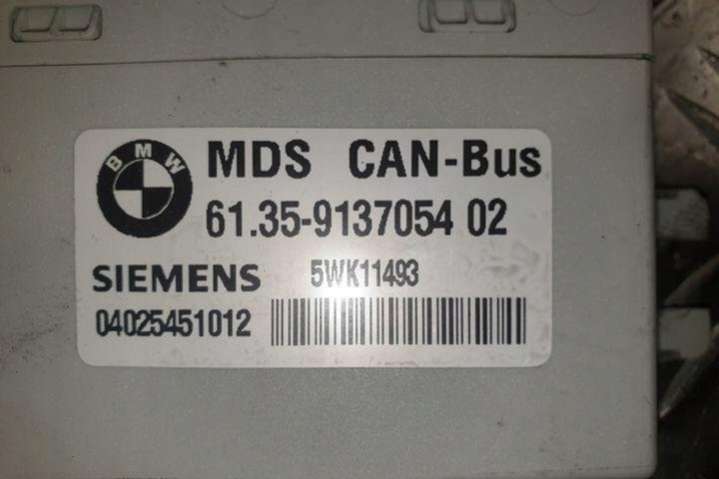 BMW
MDS CAN-Bus
61.35-9137054 02
SIEMENS 5WK11493
04025451012